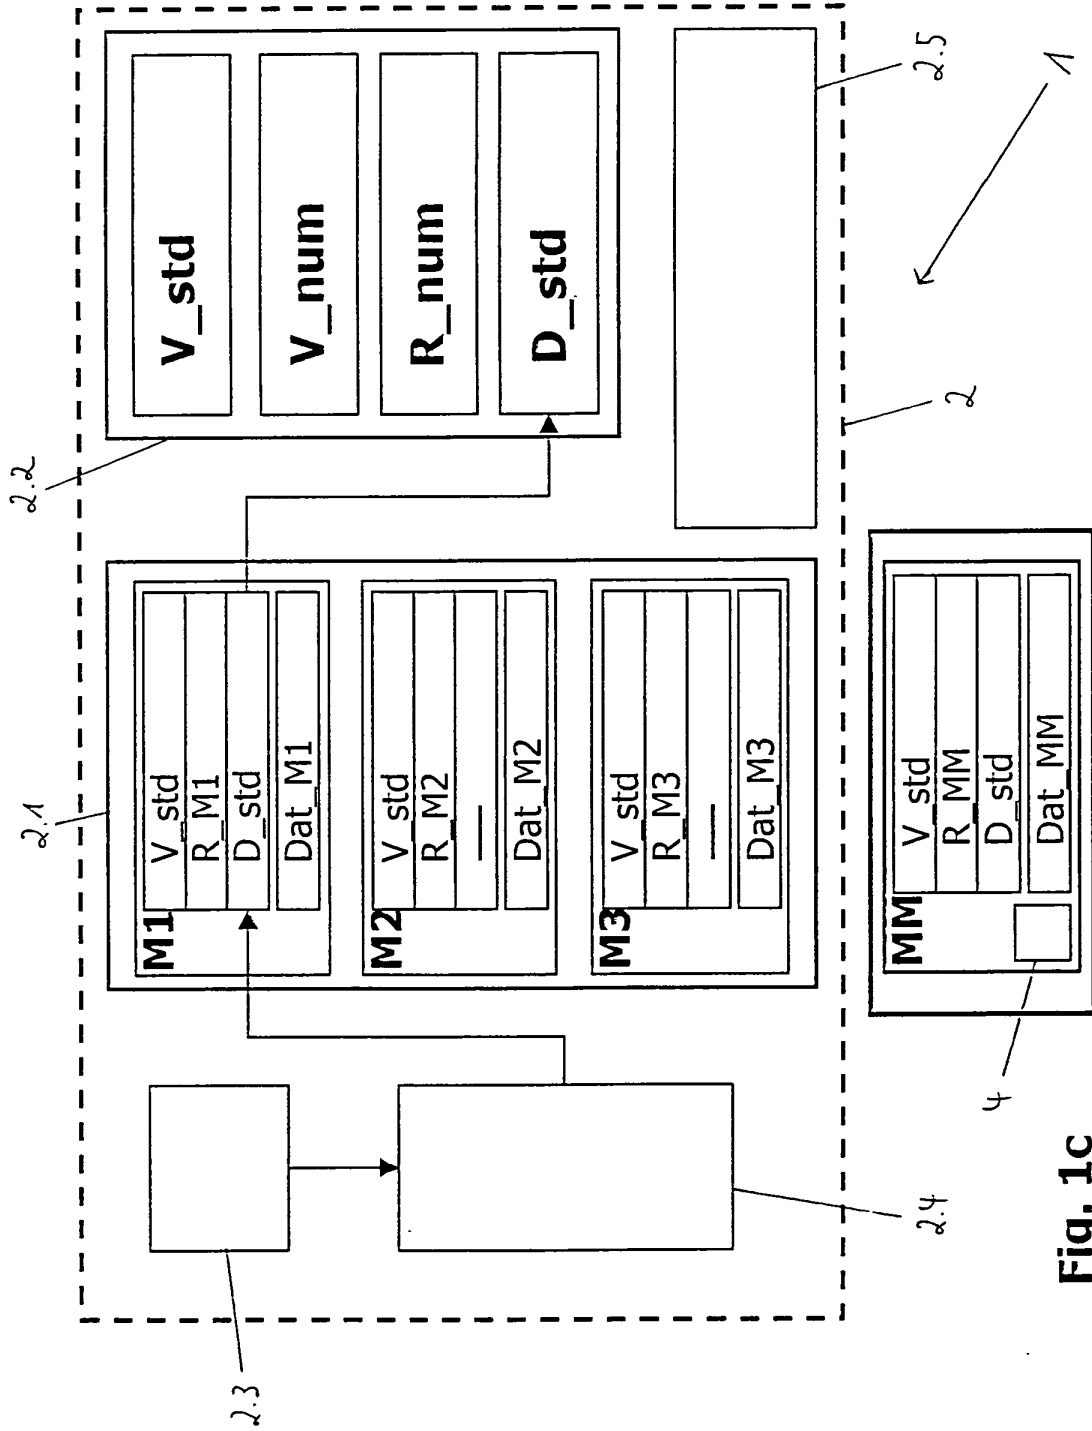 2.1
2.2
2.3
M1
V_std
R_M1
D_std
Dat_M1
M2
V_std
R_M2
—
Dat_M2
M3
V_std
R_M3
—
Dat_M3
V_std
V_num
R_num
D_std
2.4
2
2.5
1
MM
V_std
R_MM
D_std
Dat_MM
4
Fig. 1c